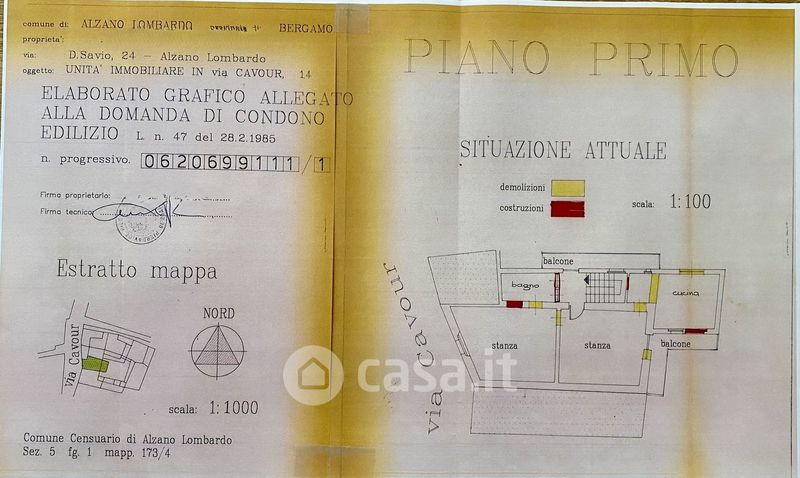 comune di: ALZANO LOMBARDO BERGAMO
proprieta':
via: D.Savio, 24 - Alzano Lombardo
oggetto: UNITA' IMMOBILIARE IN via CAVOUR, 14
ELABORATO GRAFICO ALLEGATO
ALLA DOMANDA DI CONDONO
EDILIZIO L. n. 47 del 28.2.1985
n. progressivo. 0620699111/1
Firma proprietario:
Firma tecnico:
Estratto mappa
via Cavour
NORD
scala: 1:1000
Comune Censuario di Alzano Lombardo
Sez. 5 fg. 1 mapp. 173/4
PIANO PRIMO
SITUAZIONE ATTUALE
demolizioni
costruzioni
scala: 1:100
balcone
bagno
cucina
stanza
stanza
balcone
via Cavour
casa.it